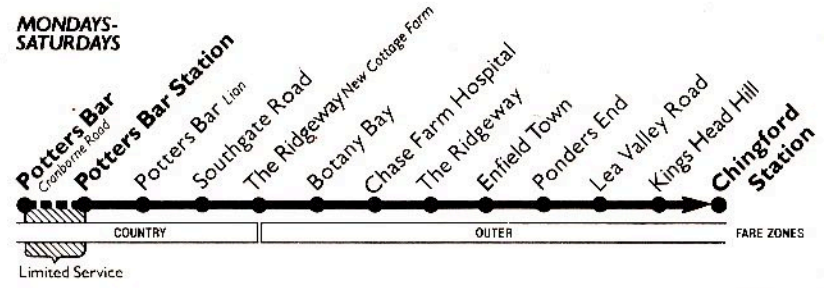 MONDAYS-
SATURDAYS
Potters Bar
Cranborne Road
Potters Bar Station
Potters Bar Lion
Southgate Road
The Ridgeway New Cottage Farm
Botany Bay
Chase Farm Hospital
The Ridgeway
Enfield Town
Ponders End
Lea Valley Road
Kings Head Hill
Chingford
Station
COUNTRY
OUTER
FARE ZONES
Limited Service